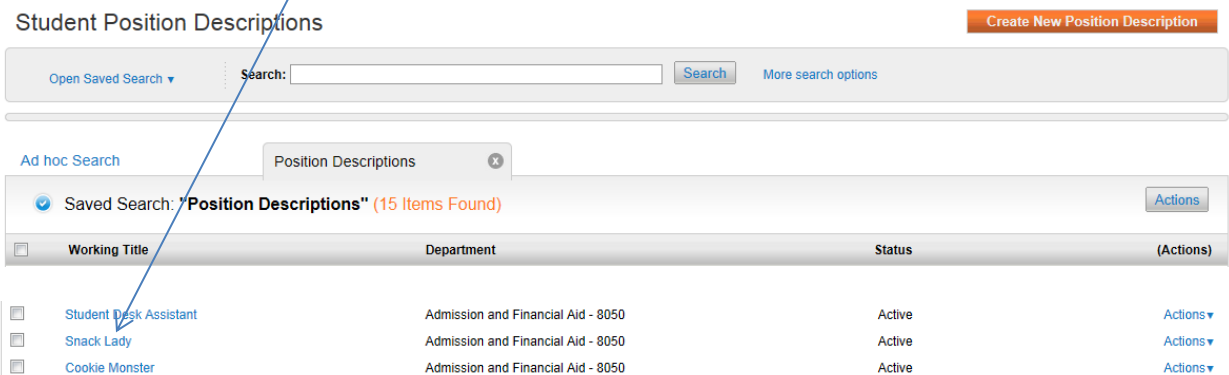 Student Position Descriptions
Create New Position Description
Open Saved Search ▾ Search: Search More search options
Ad hoc Search Position Descriptions x
Saved Search: "Position Descriptions" (15 Items Found) Actions
Working Title Department Status (Actions)
Student Desk Assistant Admission and Financial Aid - 8050 Active Actions ▾
Snack Lady Admission and Financial Aid - 8050 Active Actions ▾
Cookie Monster Admission and Financial Aid - 8050 Active Actions ▾